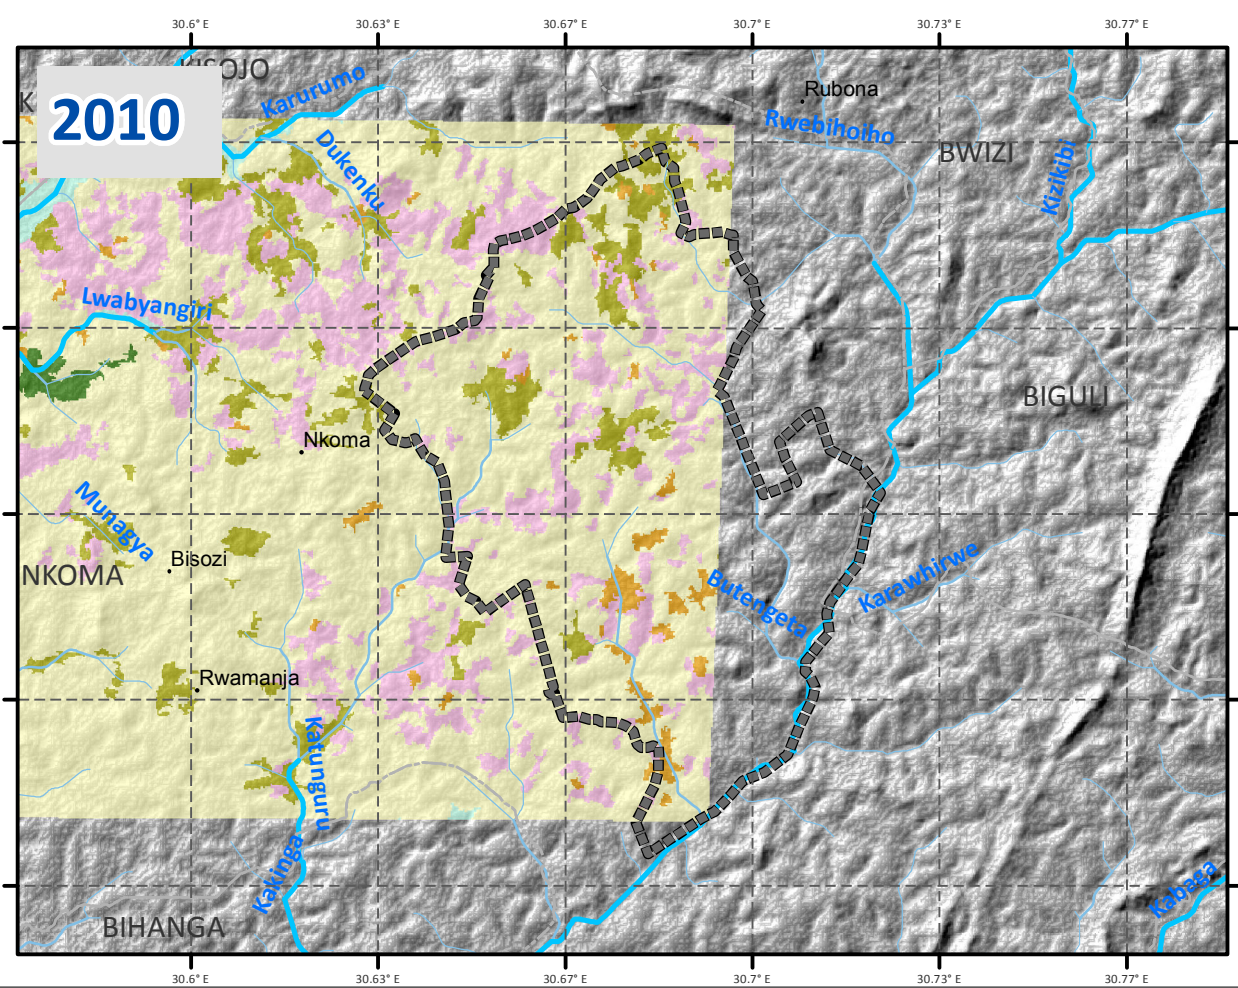 30.6° E
30.63° E
30.67° E
30.7° E
30.73° E
30.77° E
KISOJO
K
2010
Karurumo
Dukenku
Rubona
Rwebihoiho
BWIZI
Kizikibi
Lwabyangiri
BIGULI
Nkoma
Munagya
Bisozi
NKOMA
Butengeta
Karawhirwe
Rwamanja
Katunguru
Kakinga
Kabaga
BIHANGA
30.6° E
30.63° E
30.67° E
30.7° E
30.73° E
30.77° E